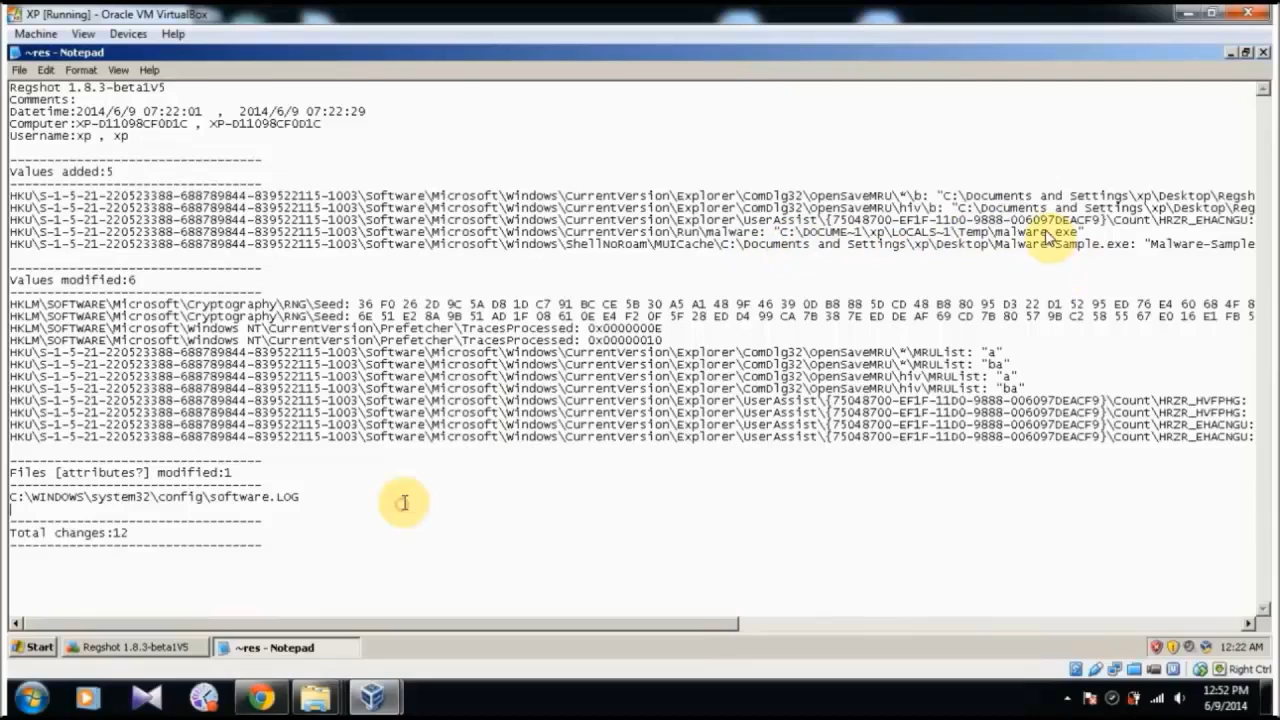 XP [Running] - Oracle VM VirtualBox
Machine View Devices Help
~res - Notepad
File Edit Format View Help
Regshot 1.8.3-beta1V5
Comments:
Datetime:2014/6/9 07:22:01 , 2014/6/9 07:22:29
Computer:XP-D11098CF0D1C , XP-D11098CF0D1C
Username:xp , xp
----------------------------------
Values added:5
----------------------------------
HKU\S-1-5-21-220523388-688789844-839522115-1003\Software\Microsoft\Windows\CurrentVersion\Explorer\ComDlg32\OpenSaveMRU\*\b: "C:\Documents and Settings\xp\Desktop\Regsh
HKU\S-1-5-21-220523388-688789844-839522115-1003\Software\Microsoft\Windows\CurrentVersion\Explorer\ComDlg32\OpenSaveMRU\hiv\b: "C:\Documents and Settings\xp\Desktop\Reg
HKU\S-1-5-21-220523388-688789844-839522115-1003\Software\Microsoft\Windows\CurrentVersion\Explorer\UserAssist\{75048700-EF1F-11D0-9888-006097DEACF9}\Count\HRZR_EHACNGU:
HKU\S-1-5-21-220523388-688789844-839522115-1003\Software\Microsoft\Windows\CurrentVersion\Run\malware: "C:\DOCUME~1\xp\LOCALS~1\Temp\malware.exe"
HKU\S-1-5-21-220523388-688789844-839522115-1003\Software\Microsoft\Windows\ShellNoRoam\MUICache\C:\Documents and Settings\xp\Desktop\Malware-Sample.exe: "Malware-Sample
----------------------------------
Values modified:6
----------------------------------
HKLM\SOFTWARE\Microsoft\Cryptography\RNG\Seed: 36 F0 26 2D 9C 5A D8 1D C7 91 BC CE 5B 30 A5 A1 48 9F 46 39 0D B8 88 5D CD 48 B8 80 95 D3 22 D1 52 95 ED 76 E4 60 68 4F 8
HKLM\SOFTWARE\Microsoft\Cryptography\RNG\Seed: 6E 51 E2 8A 9B 51 AD 1F 08 61 0E E4 F2 0F 5F 28 D4 99 CA 7B 38 7E ED DE AF 69 CD 7B 80 57 9B C2 58 55 67 E0 16 E1 FB 5
HKLM\SOFTWARE\Microsoft\Windows NT\CurrentVersion\Prefetcher\TracesProcessed: 0x0000000E
HKLM\SOFTWARE\Microsoft\Windows NT\CurrentVersion\Prefetcher\TracesProcessed: 0x00000010
HKU\S-1-5-21-220523388-688789844-839522115-1003\Software\Microsoft\Windows\CurrentVersion\Explorer\ComDlg32\OpenSaveMRU\*\MRUList: "a"
HKU\S-1-5-21-220523388-688789844-839522115-1003\Software\Microsoft\Windows\CurrentVersion\Explorer\ComDlg32\OpenSaveMRU\*\MRUList: "ba"
HKU\S-1-5-21-220523388-688789844-839522115-1003\Software\Microsoft\Windows\CurrentVersion\Explorer\ComDlg32\OpenSaveMRU\hiv\MRUList: "a"
HKU\S-1-5-21-220523388-688789844-839522115-1003\Software\Microsoft\Windows\CurrentVersion\Explorer\ComDlg32\OpenSaveMRU\hiv\MRUList: "ba"
HKU\S-1-5-21-220523388-688789844-839522115-1003\Software\Microsoft\Windows\CurrentVersion\Explorer\UserAssist\{75048700-EF1F-11D0-9888-006097DEACF9}\Count\HRZR_HVFPHG:
HKU\S-1-5-21-220523388-688789844-839522115-1003\Software\Microsoft\Windows\CurrentVersion\Explorer\UserAssist\{75048700-EF1F-11D0-9888-006097DEACF9}\Count\HRZR_HVFPHG:
HKU\S-1-5-21-220523388-688789844-839522115-1003\Software\Microsoft\Windows\CurrentVersion\Explorer\UserAssist\{75048700-EF1F-11D0-9888-006097DEACF9}\Count\HRZR_EHACNGU:
HKU\S-1-5-21-220523388-688789844-839522115-1003\Software\Microsoft\Windows\CurrentVersion\Explorer\UserAssist\{75048700-EF1F-11D0-9888-006097DEACF9}\Count\HRZR_EHACNGU:
----------------------------------
Files [attributes?] modified:1
----------------------------------
C:\WINDOWS\system32\config\software.LOG
----------------------------------
Total changes:12
----------------------------------
Start Regshot 1.8.3-beta1V5 ~res - Notepad 12:22 AM
Right Ctrl
12:52 PM
6/9/2014